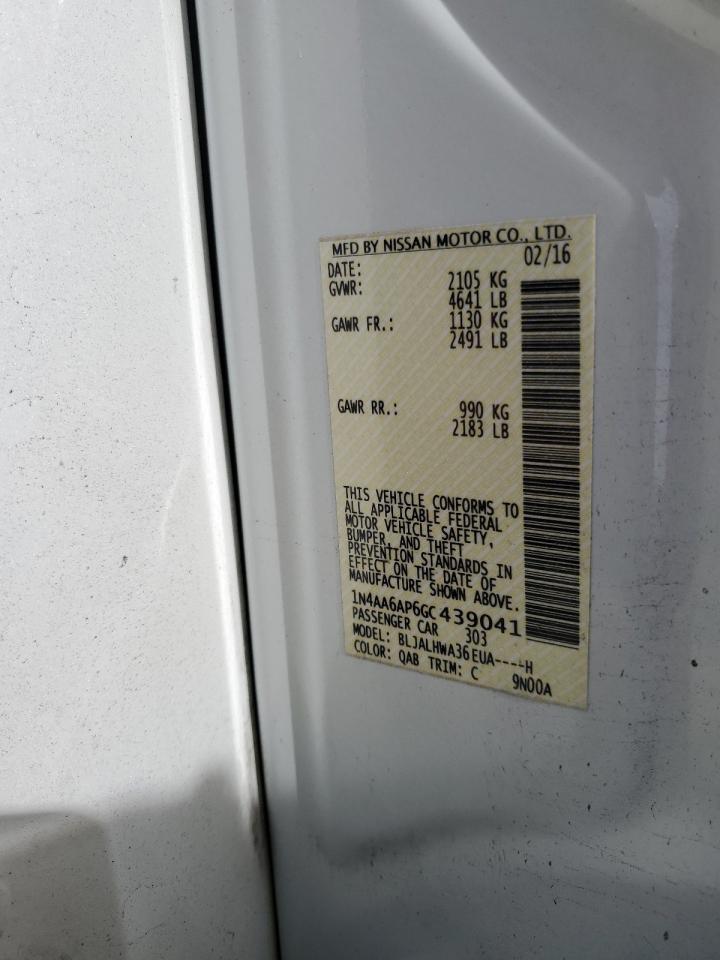 MFD BY NISSAN MOTOR CO., LTD.
DATE: 02/16
GVWR: 2105 KG
4641 LB
GAWR FR.: 1130 KG
2491 LB
GAWR RR.: 990 KG
2183 LB
THIS VEHICLE CONFORMS TO
ALL APPLICABLE FEDERAL
MOTOR VEHICLE SAFETY,
BUMPER, AND THEFT
PREVENTION STANDARDS IN
EFFECT ON THE DATE OF
MANUFACTURE SHOWN ABOVE.
1N4AA6AP6GC439041
PASSENGER CAR 303
MODEL: BLJALHWA36EUA----H
COLOR: QAB TRIM: C 9N00A